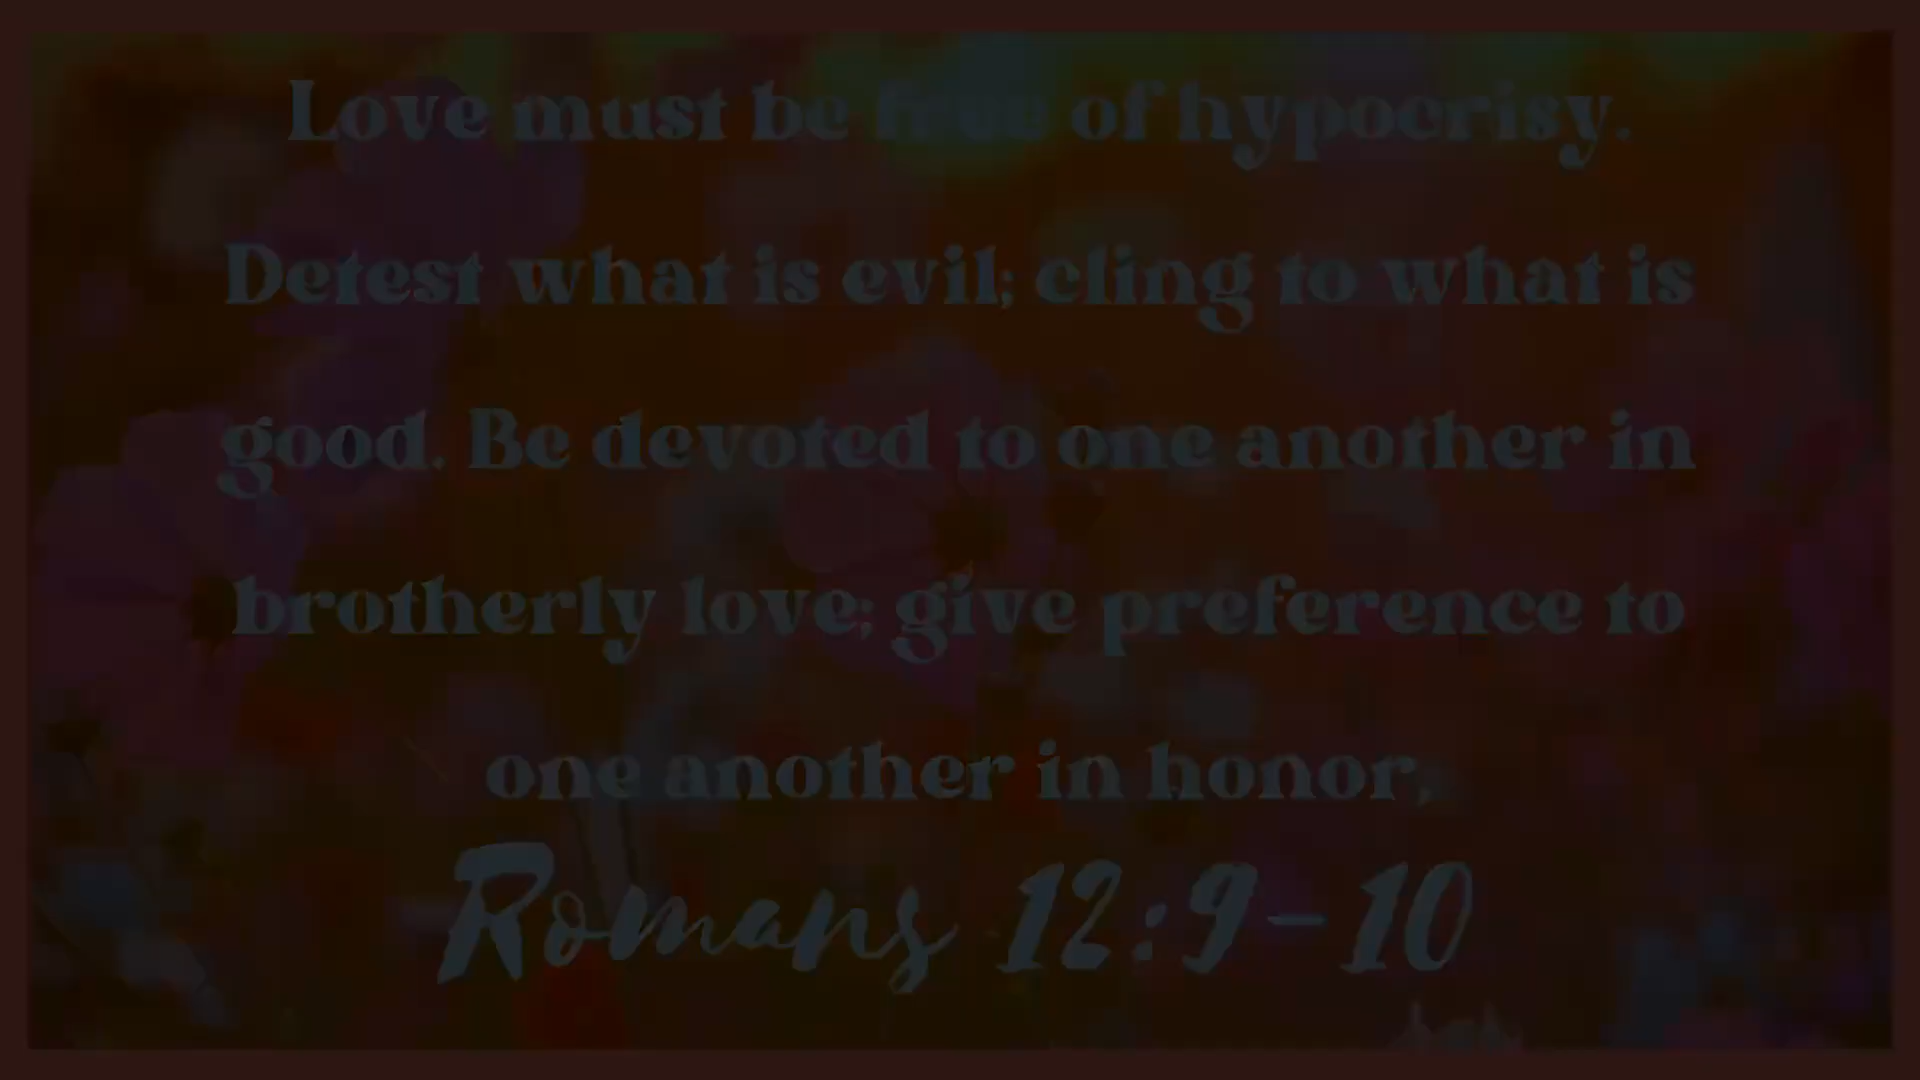 Love must be free of hypocrisy.
Detest what is evil; cling to what is
good. Be devoted to one another in
brotherly love; give preference to
one another in honor,
Romans 12:9-10